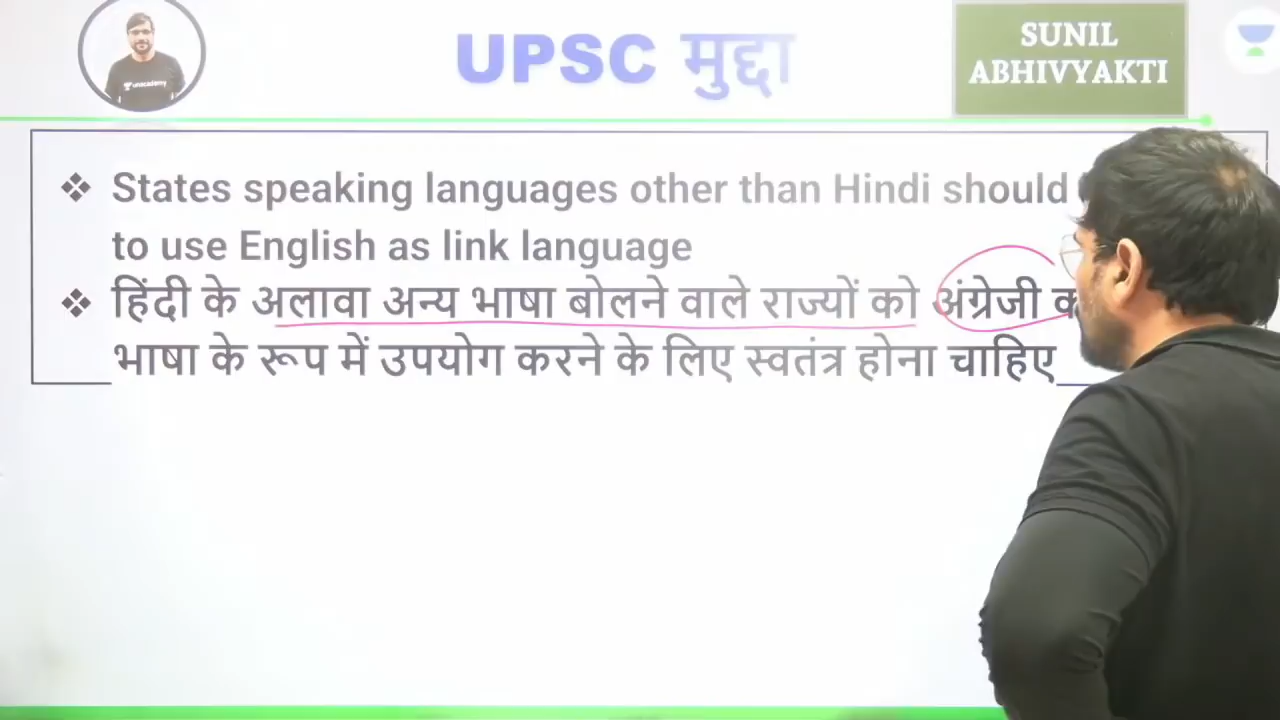 UPSC मुद्दा
SUNIL
ABHIVYAKTI
unacademy
❖ States speaking languages other than Hindi should
to use English as link language
❖ हिंदी के अलावा अन्य भाषा बोलने वाले राज्यों को अंग्रेजी
भाषा के रूप में उपयोग करने के लिए स्वतंत्र होना चाहिए